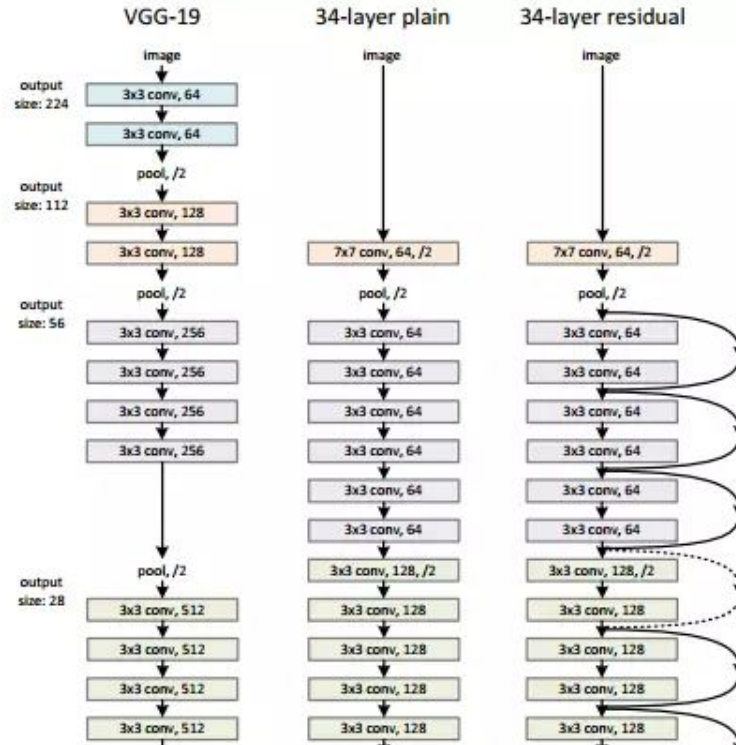 VGG-19
34-layer plain
34-layer residual
image
image
image
output
size: 224
3x3 conv, 64
3x3 conv, 64
pool, /2
output
size: 112
3x3 conv, 128
3x3 conv, 128
7x7 conv, 64, /2
7x7 conv, 64, /2
pool, /2
pool, /2
pool, /2
output
size: 56
3x3 conv, 256
3x3 conv, 64
3x3 conv, 64
3x3 conv, 256
3x3 conv, 64
3x3 conv, 64
3x3 conv, 256
3x3 conv, 64
3x3 conv, 64
3x3 conv, 256
3x3 conv, 64
3x3 conv, 64
3x3 conv, 64
3x3 conv, 64
3x3 conv, 64
3x3 conv, 64
pool, /2
3x3 conv, 128, /2
3x3 conv, 128, /2
output
size: 28
3x3 conv, 512
3x3 conv, 128
3x3 conv, 128
3x3 conv, 512
3x3 conv, 128
3x3 conv, 128
3x3 conv, 512
3x3 conv, 128
3x3 conv, 128
3x3 conv, 512
3x3 conv, 128
3x3 conv, 128